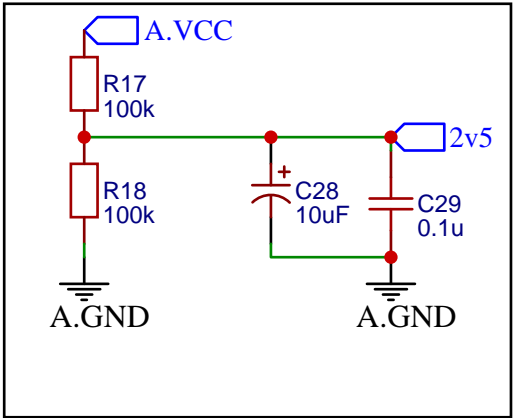 A.VCC
R17
100k
2v5
R18
100k
+
C28
10uF
C29
0.1u
A.GND
A.GND